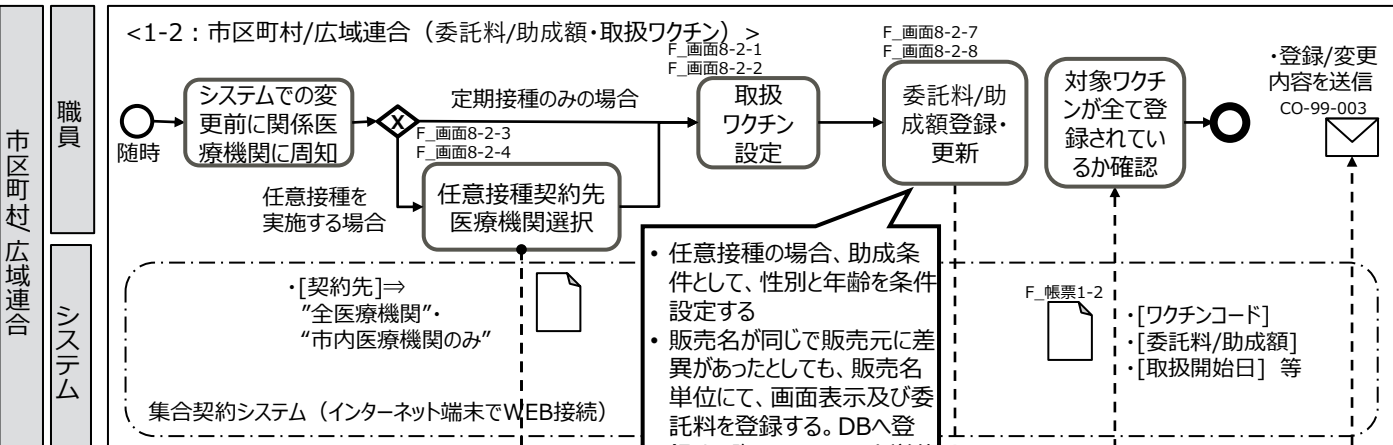 <1-2：市区町村/広域連合（委託料/助成額・取扱ワクチン）>
市区町村/広域連合
職員
システム
随時
システムでの変
更前に関係医
療機関に周知
X
定期接種のみの場合
任意接種を
実施する場合
F_画面8-2-3
F_画面8-2-4
任意接種契約先
医療機関選択
F_画面8-2-1
F_画面8-2-2
取扱
ワクチン
設定
F_画面8-2-7
F_画面8-2-8
委託料/助
成額登録・
更新
対象ワクチ
ンが全て登
録されてい
るか確認
・登録/変更
内容を送信
CO-99-003
・[契約先]⇒
”全医療機関”・
“市内医療機関のみ”
• 任意接種の場合、助成条
件として、性別と年齢を条件
設定する
• 販売名が同じで販売元に差
異があったとしても、販売名
単位にて、画面表示及び委
託料を登録する。DBへ登
F_帳票1-2
・[ワクチンコード]
・[委託料/助成額]
・[取扱開始日] 等
集合契約システム（インターネット端末でWEB接続）